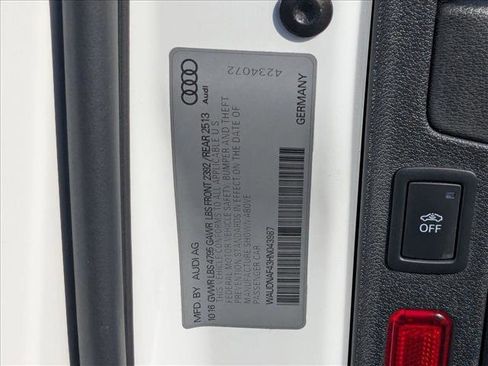 4234072
Audi
GERMANY
MFD. BY AUDI AG
10.16 GVWR LBS 4795 GAWR LBS FRONT 2392 / REAR 2513
THIS VEHICLE CONFORMS TO ALL APPLICABLE U.S.
FEDERAL MOTOR VEHICLE SAFETY, BUMPER AND THEFT
PREVENTION STANDARDS IN EFFECT ON THE DATE OF
MANUFACTURE SHOWN ABOVE.
PASSENGER CAR
WAUDNAF43HN043987
OFF